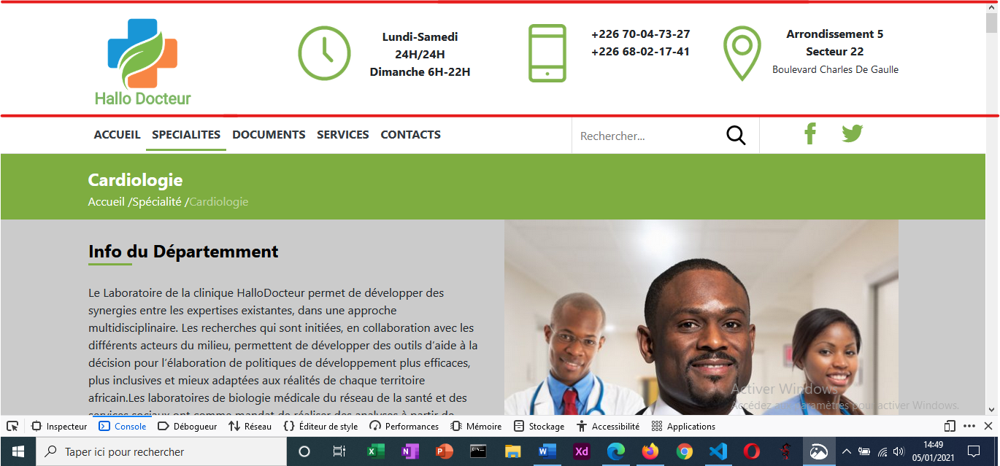 Hallo Docteur
Lundi-Samedi
24H/24H
Dimanche 6H-22H
+226 70-04-73-27
+226 68-02-17-41
Arrondissement 5
Secteur 22
Boulevard Charles De Gaulle
ACCUEIL SPECIALITES DOCUMENTS SERVICES CONTACTS
Rechercher...
Cardiologie
Accueil /Spécialité /Cardiologie
Info du Départemment
Le Laboratoire de la clinique HalloDocteur permet de développer des
synergies entre les expertises existantes, dans une approche
multidisciplinaire. Les recherches qui sont initiées, en collaboration avec les
différents acteurs du milieu, permettent de développer des outils d’aide à la
décision pour l’élaboration de politiques de développement plus efficaces,
plus inclusives et mieux adaptées aux réalités de chaque territoire
africain.Les laboratoires de biologie médicale du réseau de la santé et des
services sociaux ont comme mandat de réaliser des analyses à partir de
Activer Windows
Accédez aux paramètres pour activer Windows.
Inspecteur Console Débogueur Réseau Éditeur de style Performances Mémoire Stockage Accessibilité Applications
Taper ici pour rechercher
Xd
14:49
05/01/2021